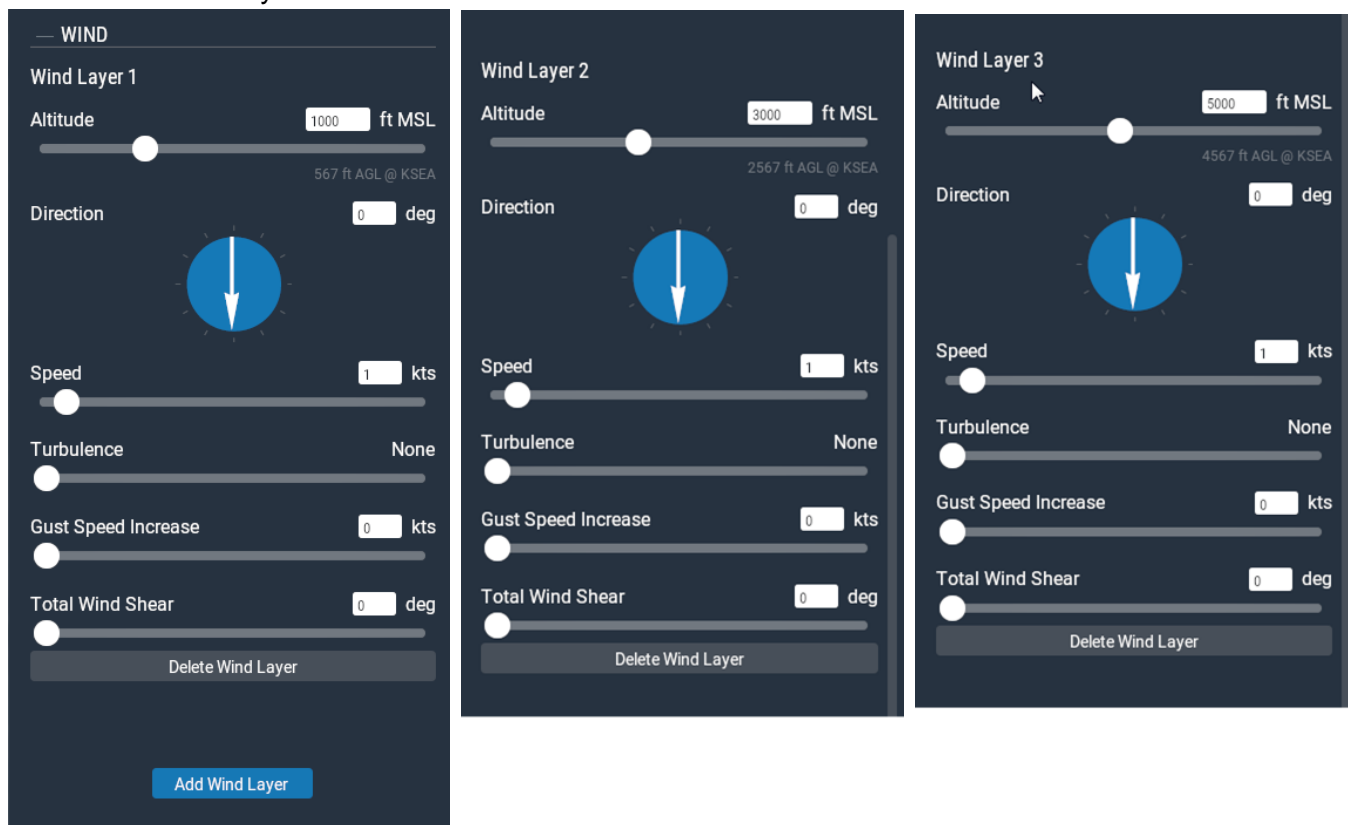 WIND
Wind Layer 1
Altitude 1000 ft MSL
567 ft AGL @ KSEA
Direction 0 deg
Speed 1 kts
Turbulence None
Gust Speed Increase 0 kts
Total Wind Shear 0 deg
Delete Wind Layer
Add Wind Layer
Wind Layer 2
Altitude 3000 ft MSL
2567 ft AGL @ KSEA
Direction 0 deg
Speed 1 kts
Turbulence None
Gust Speed Increase 0 kts
Total Wind Shear 0 deg
Delete Wind Layer
Wind Layer 3
Altitude 5000 ft MSL
4567 ft AGL @ KSEA
Direction 0 deg
Speed 1 kts
Turbulence None
Gust Speed Increase 0 kts
Total Wind Shear 0 deg
Delete Wind Layer